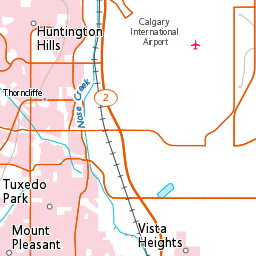 Calgary
International
Airport
Huntington
Hills
Thorncliffe
Nose Creek
2
Tuxedo
Park
Mount
Pleasant
Vista
Heights